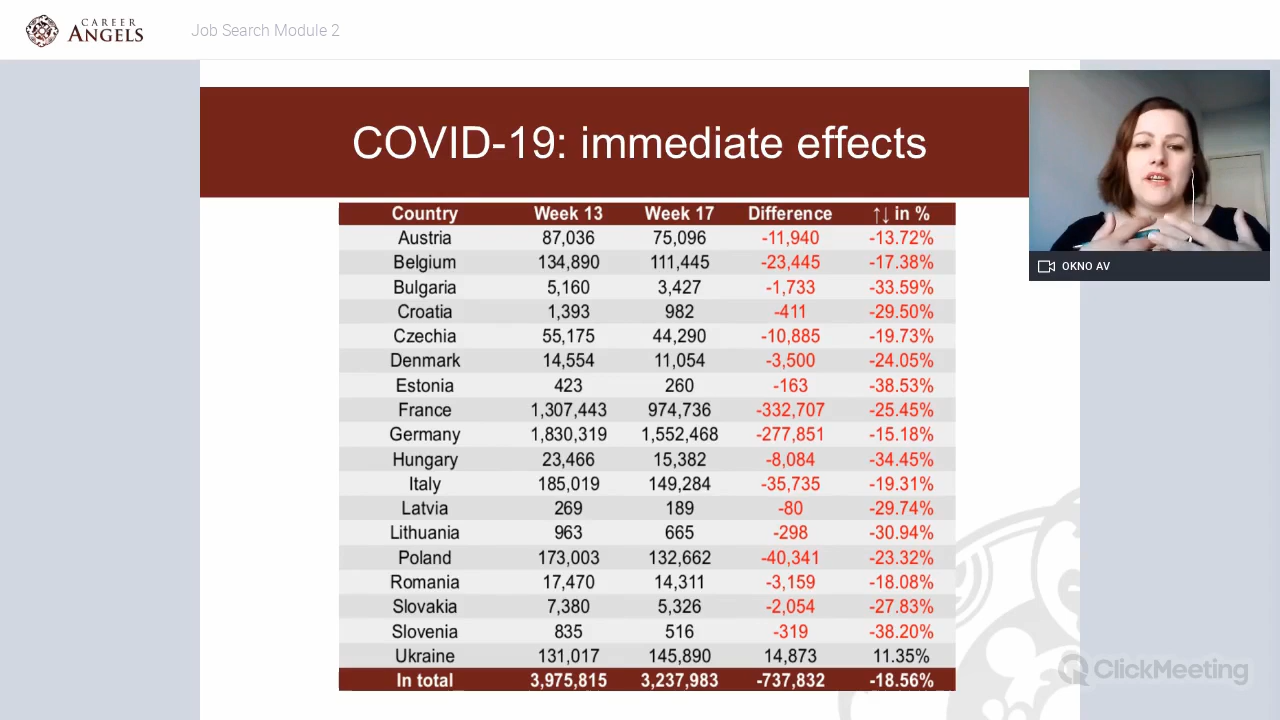 CAREER
ANGELS
Job Search Module 2
COVID-19: immediate effects
Country Week 13 Week 17 Difference ↑↓ in %
Austria 87,036 75,096 -11,940 -13.72%
Belgium 134,890 111,445 -23,445 -17.38%
Bulgaria 5,160 3,427 -1,733 -33.59%
Croatia 1,393 982 -411 -29.50%
Czechia 55,175 44,290 -10,885 -19.73%
Denmark 14,554 11,054 -3,500 -24.05%
Estonia 423 260 -163 -38.53%
France 1,307,443 974,736 -332,707 -25.45%
Germany 1,830,319 1,552,468 -277,851 -15.18%
Hungary 23,466 15,382 -8,084 -34.45%
Italy 185,019 149,284 -35,735 -19.31%
Latvia 269 189 -80 -29.74%
Lithuania 963 665 -298 -30.94%
Poland 173,003 132,662 -40,341 -23.32%
Romania 17,470 14,311 -3,159 -18.08%
Slovakia 7,380 5,326 -2,054 -27.83%
Slovenia 835 516 -319 -38.20%
Ukraine 131,017 145,890 14,873 11.35%
In total 3,975,815 3,237,983 -737,832 -18.56%
OKNO AV
ClickMeeting